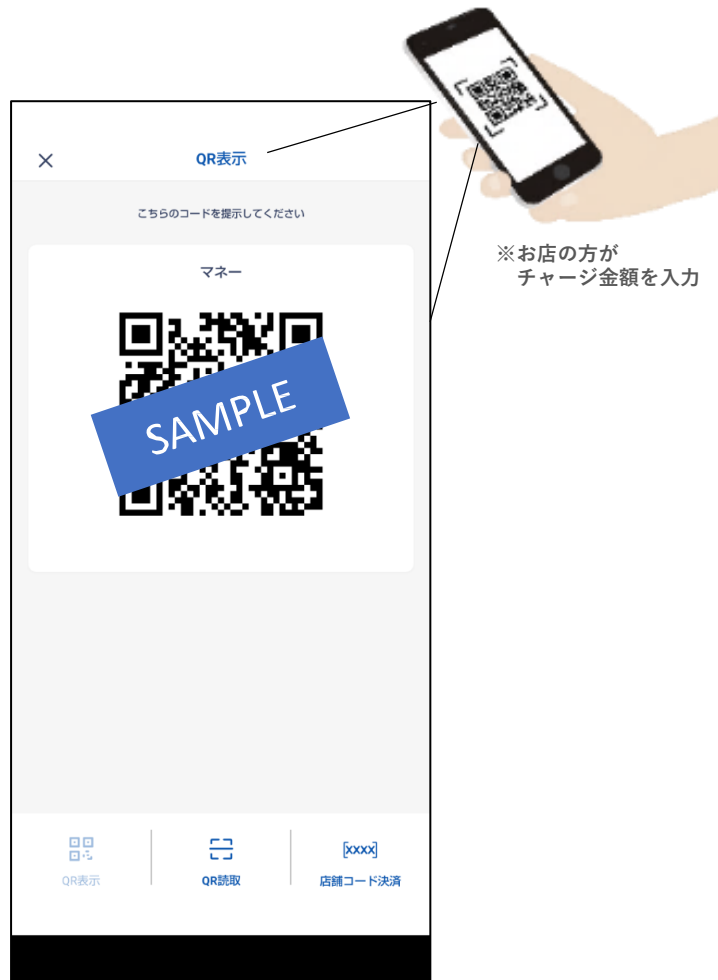 QR表示
こちらのコードを提示してください
マネー
SAMPLE
※お店の方が
チャージ金額を入力
QR表示
QR読取
[xxxx]
店舗コード決済